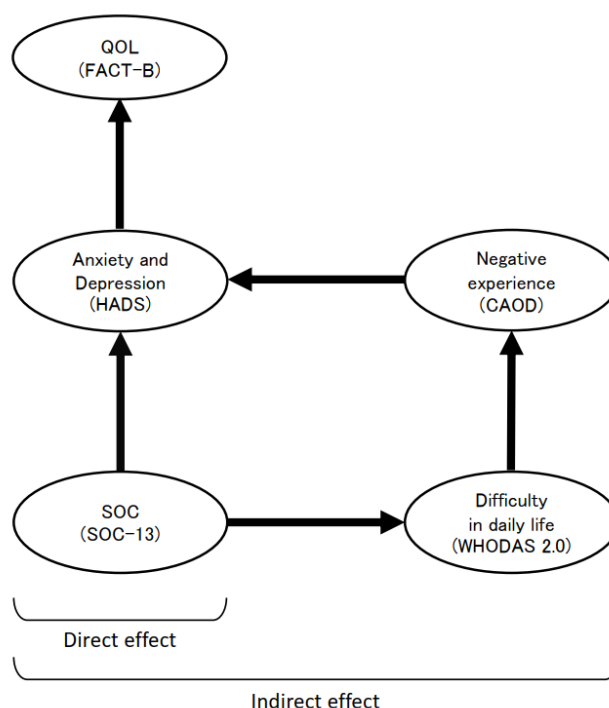 QOL
(FACT-B)
Anxiety and
Depression
(HADS)
Negative
experience
(CAOD)
SOC
(SOC-13)
Difficulty
in daily life
(WHODAS 2.0)
Direct effect
Indirect effect